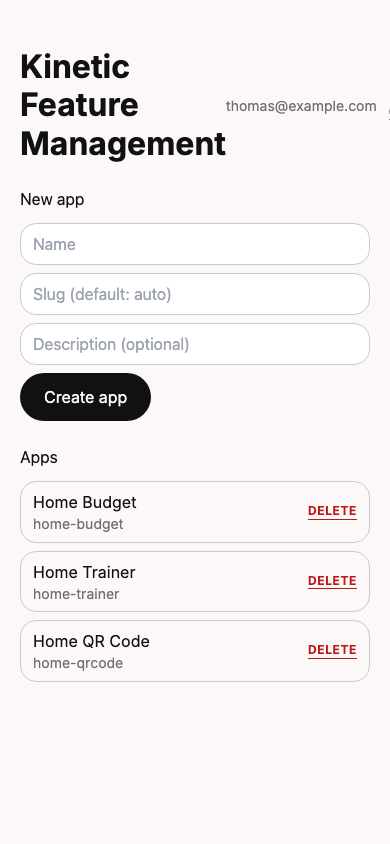 Kinetic
Feature
Management
thomas@example.com
New app
Name
Slug (default: auto)
Description (optional)
Create app
Apps
Home Budget
home-budget
DELETE
Home Trainer
home-trainer
DELETE
Home QR Code
home-qrcode
DELETE